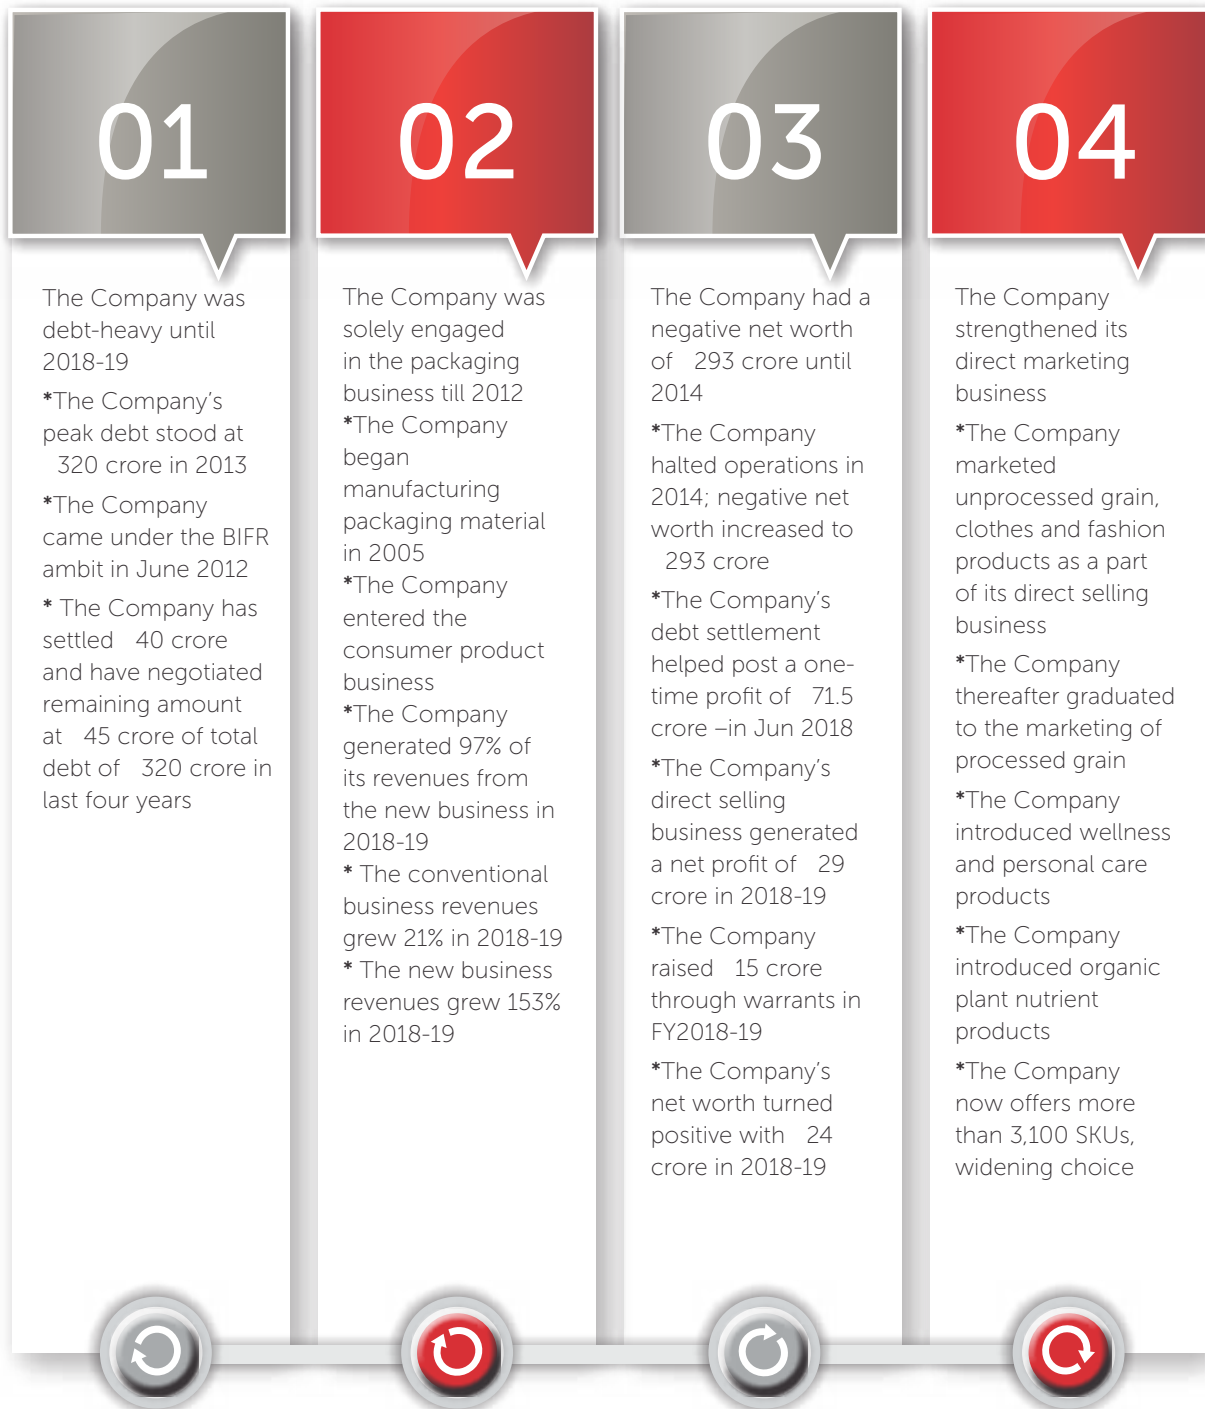 01
The Company was
debt-heavy until
2018-19
*The Company's
peak debt stood at
320 crore in 2013
*The Company
came under the BIFR
ambit in June 2012
* The Company has
settled 40 crore
and have negotiated
remaining amount
at 45 crore of total
debt of 320 crore in
last four years
02
The Company was
solely engaged
in the packaging
business till 2012
*The Company
began
manufacturing
packaging material
in 2005
*The Company
entered the
consumer product
business
*The Company
generated 97% of
its revenues from
the new business in
2018-19
* The conventional
business revenues
grew 21% in 2018-19
* The new business
revenues grew 153%
in 2018-19
03
The Company had a
negative net worth
of 293 crore until
2014
*The Company
halted operations in
2014; negative net
worth increased to
293 crore
*The Company's
debt settlement
helped post a one-
time profit of 71.5
crore –in Jun 2018
*The Company's
direct selling
business generated
a net profit of 29
crore in 2018-19
*The Company
raised 15 crore
through warrants in
FY2018-19
*The Company's
net worth turned
positive with 24
crore in 2018-19
04
The Company
strengthened its
direct marketing
business
*The Company
marketed
unprocessed grain,
clothes and fashion
products as a part
of its direct selling
business
*The Company
thereafter graduated
to the marketing of
processed grain
*The Company
introduced wellness
and personal care
products
*The Company
introduced organic
plant nutrient
products
*The Company
now offers more
than 3,100 SKUs,
widening choice